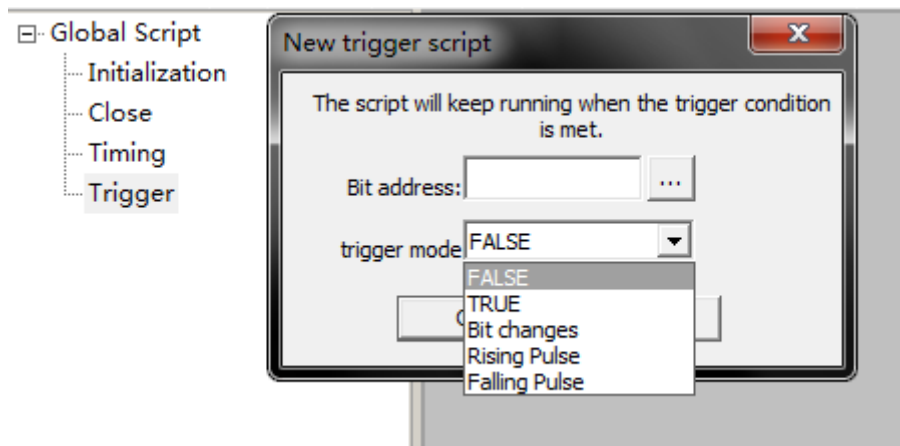 Global Script
Initialization
Close
Timing
Trigger
New trigger script
The script will keep running when the trigger condition
is met.
Bit address:
...
trigger mode
FALSE
FALSE
TRUE
Bit changes
Rising Pulse
Falling Pulse